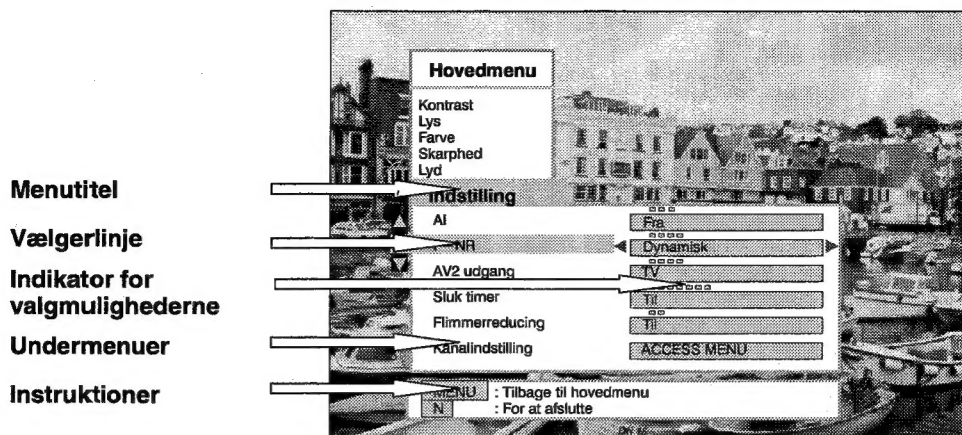 Hovedmenu
Kontrast
Lys
Farve
Skarphed
Lyd
Menutitel
Indstilling
AI Fra
Vælgerlinje
NR Dynamisk
Indikator for
valgmulighederne
AV2 udgang TV
Sluk timer Til
Flimmerreducing Til
Undermenuer
Kanalindstilling ACCESS MENU
Instruktioner
MENU : Tilbage til hovedmenu
N : For at afslutte